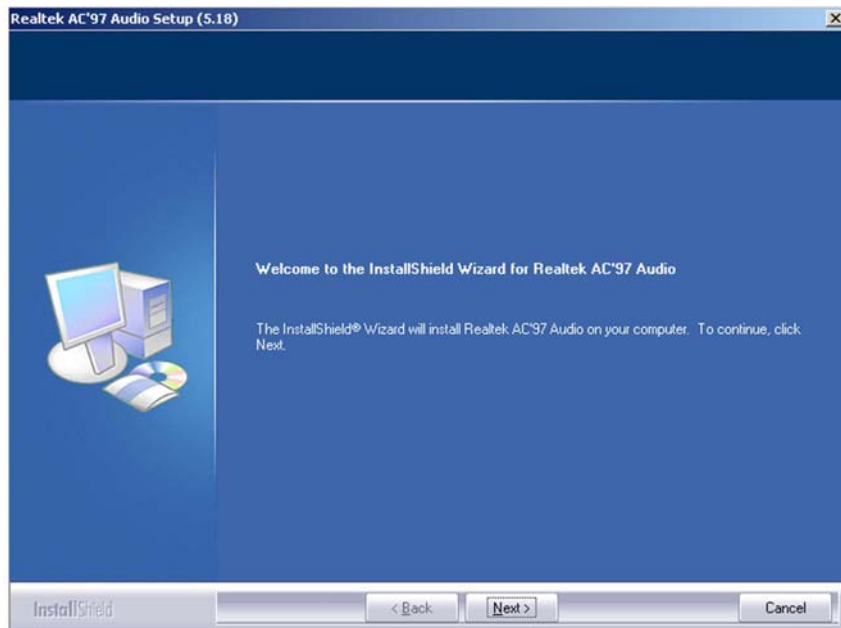 Realtek AC'97 Audio Setup (5.18)
Welcome to the InstallShield Wizard for Realtek AC'97 Audio
The InstallShield® Wizard will install Realtek AC'97 Audio on your computer. To continue, click
Next.
InstallShield
< Back
Next >
Cancel